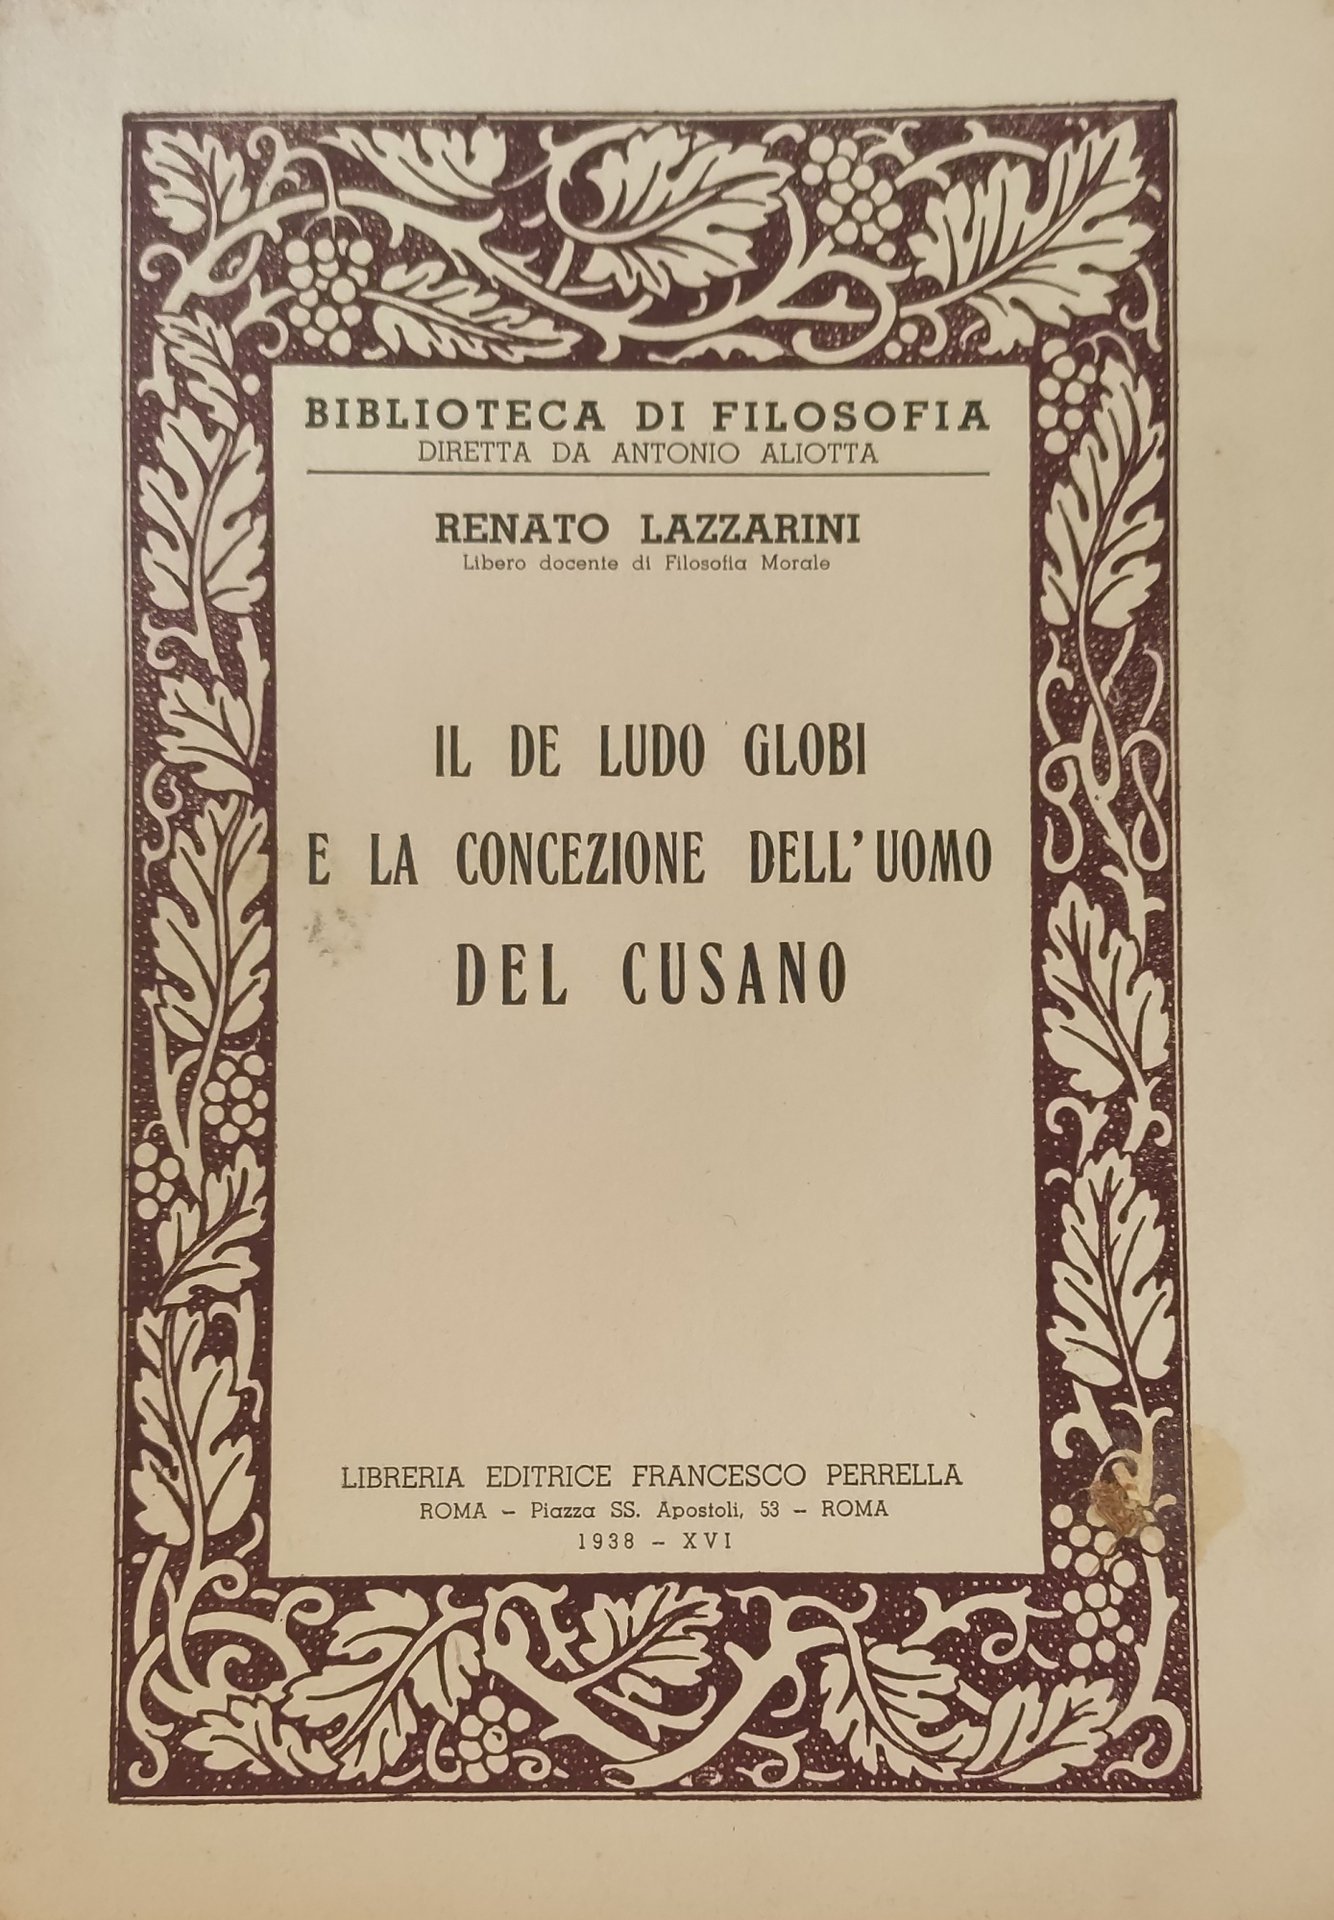 BIBLIOTECA DI FILOSOFIA
DIRETTA DA ANTONIO ALIOTTA
RENATO LAZZARINI
Libero docente di Filosofia Morale
IL DE LUDO GLOBI
E LA CONCEZIONE DELL'UOMO
DEL CUSANO
LIBRERIA EDITRICE FRANCESCO PERRELLA
ROMA - Piazza SS. Apostoli, 53 - ROMA
1938 - XVI